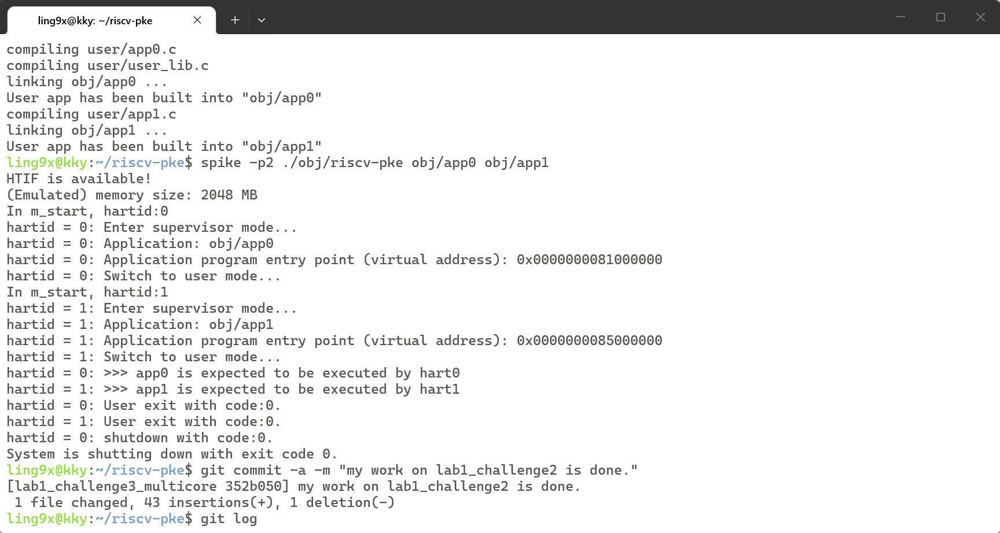 ling9x@kky: ~/riscv-pke
compiling user/app0.c
compiling user/user_lib.c
linking obj/app0 ...
User app has been built into "obj/app0"
compiling user/app1.c
linking obj/app1 ...
User app has been built into "obj/app1"
ling9x@kky:~/riscv-pke$ spike -p2 ./obj/riscv-pke obj/app0 obj/app1
HTIF is available!
(Emulated) memory size: 2048 MB
In m_start, hartid:0
hartid = 0: Enter supervisor mode...
hartid = 0: Application: obj/app0
hartid = 0: Application program entry point (virtual address): 0x0000000081000000
hartid = 0: Switch to user mode...
In m_start, hartid:1
hartid = 1: Enter supervisor mode...
hartid = 1: Application: obj/app1
hartid = 1: Application program entry point (virtual address): 0x0000000085000000
hartid = 1: Switch to user mode...
hartid = 0: >>> app0 is expected to be executed by hart0
hartid = 1: >>> app1 is expected to be executed by hart1
hartid = 0: User exit with code:0.
hartid = 1: User exit with code:0.
hartid = 0: shutdown with code:0.
System is shutting down with exit code 0.
ling9x@kky:~/riscv-pke$ git commit -a -m "my work on lab1_challenge2 is done."
[lab1_challenge3_multicore 352b050] my work on lab1_challenge2 is done.
 1 file changed, 43 insertions(+), 1 deletion(-)
ling9x@kky:~/riscv-pke$ git log